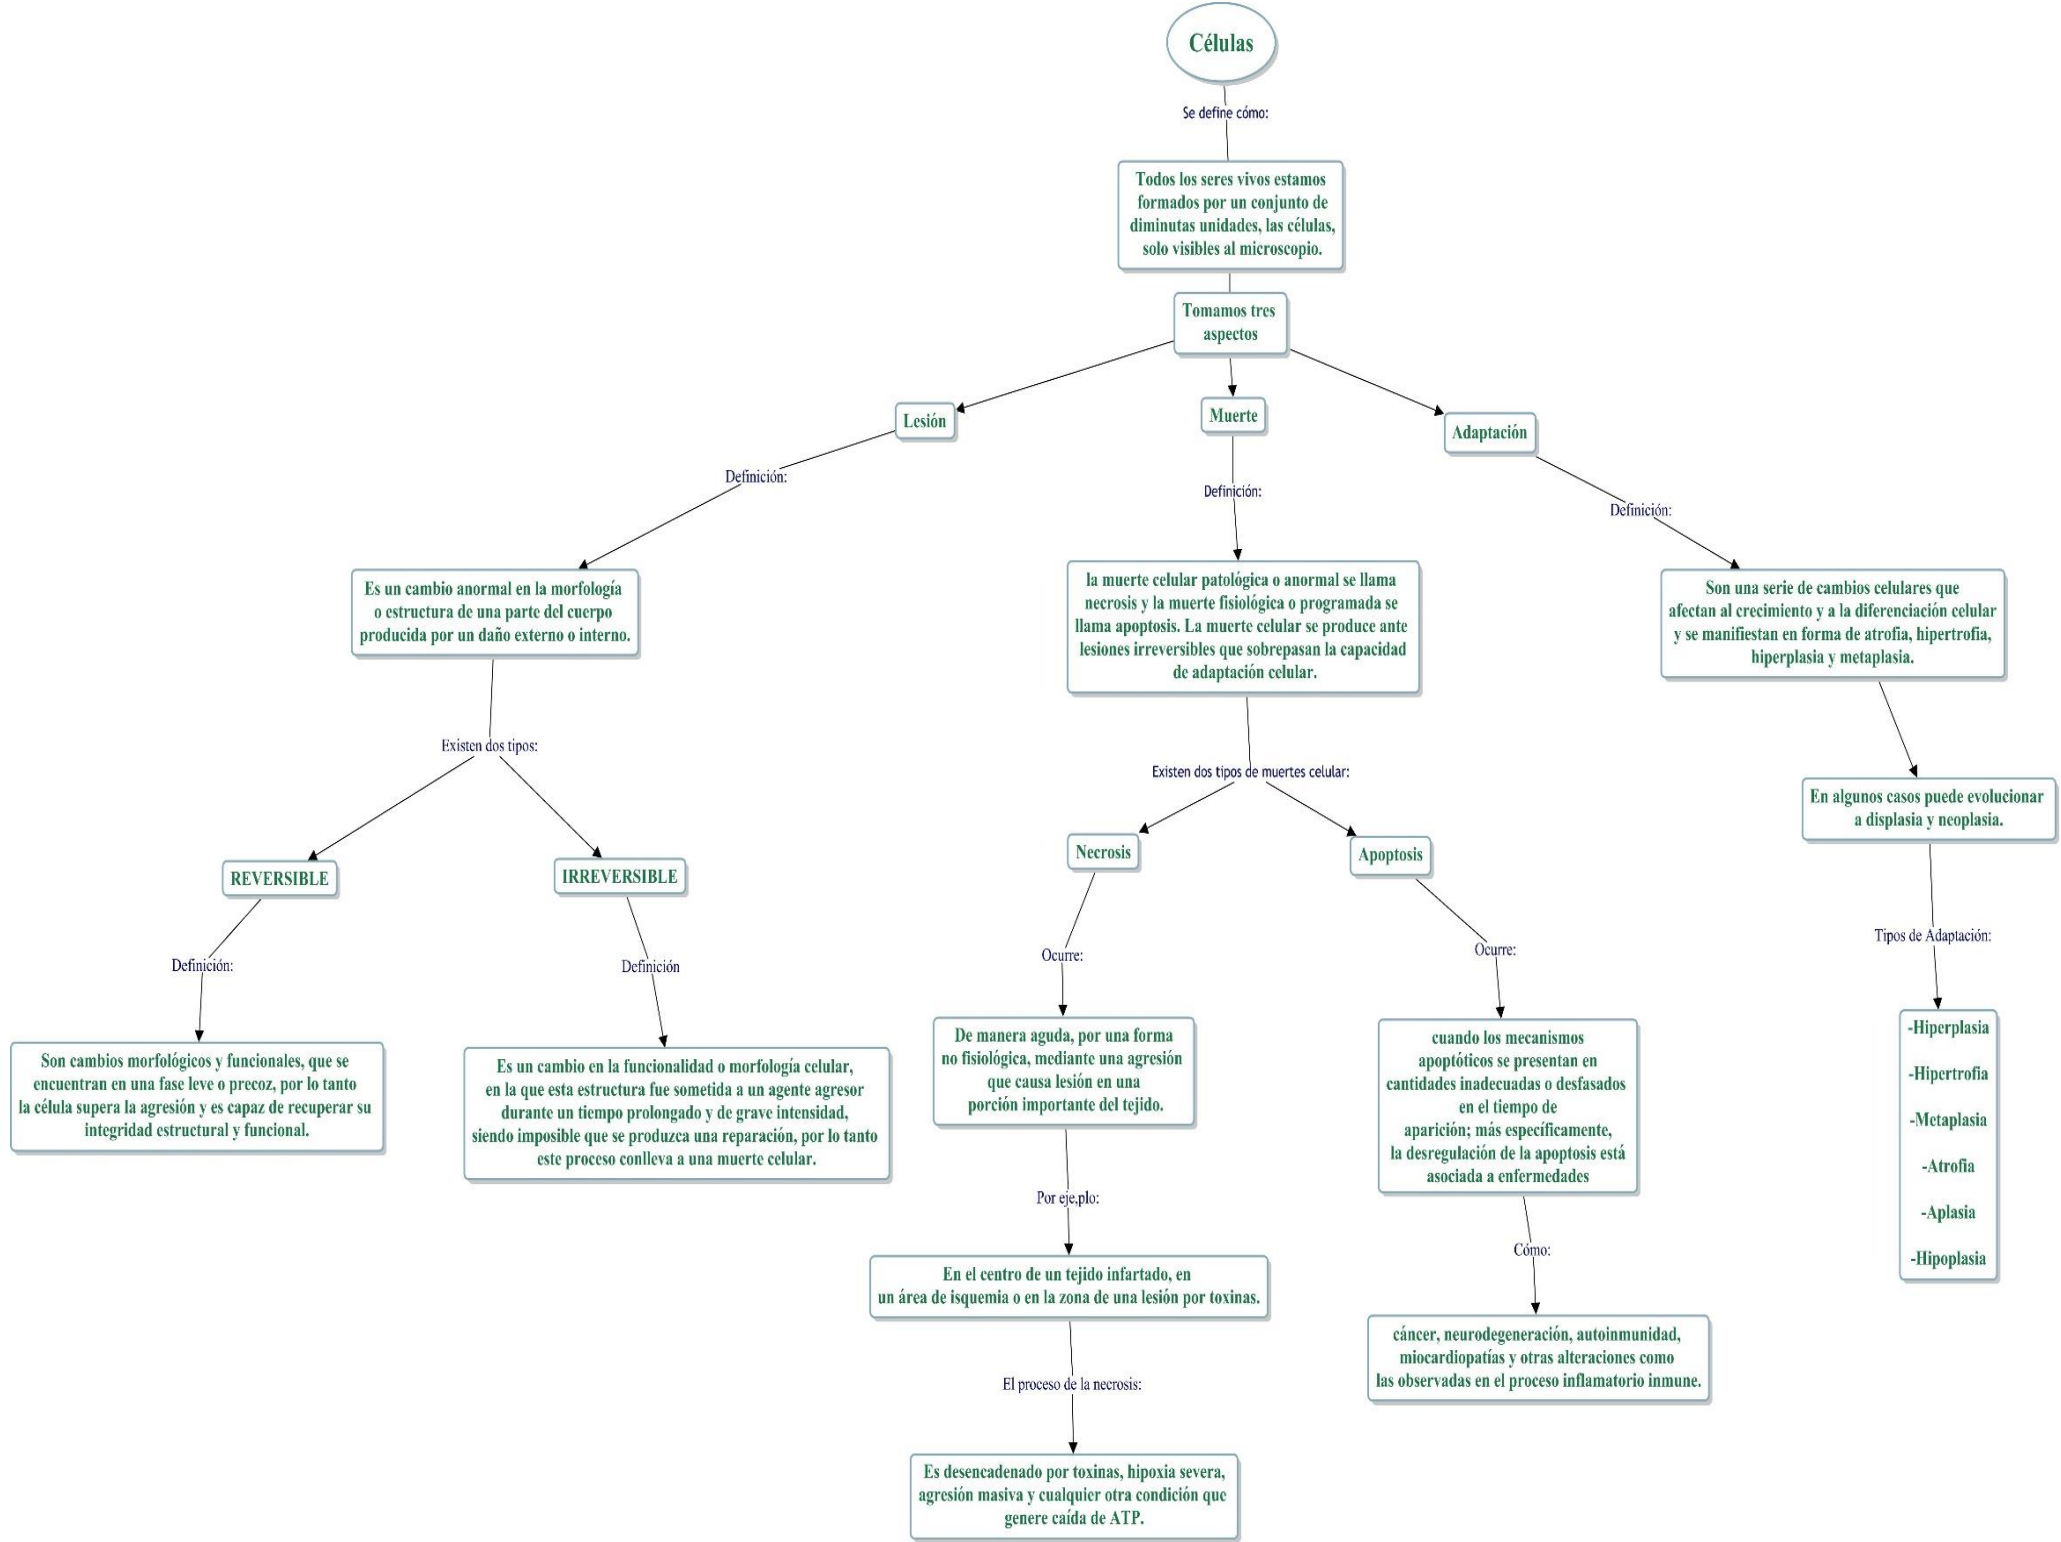 Células
Se define cómo:
Todos los seres vivos estamos
formados por un conjunto de
diminutas unidades, las células,
solo visibles al microscopio.
Tomamos tres
aspectos
Lesión
Definición:
Es un cambio anormal en la morfología
o estructura de una parte del cuerpo
producida por un daño externo o interno.
Existen dos tipos:
REVERSIBLE
Definición:
Son cambios morfológicos y funcionales, que se
encuentran en una fase leve o precoz, por lo tanto
la célula supera la agresión y es capaz de recuperar su
integridad estructural y funcional.
IRREVERSIBLE
Definición
Es un cambio en la funcionalidad o morfología celular,
en la que esta estructura fue sometida a un agente agresor
durante un tiempo prolongado y de grave intensidad,
siendo imposible que se produzca una reparación, por lo tanto
este proceso conlleva a una muerte celular.
Muerte
Definición:
la muerte celular patológica o anormal se llama
necrosis y la muerte fisiológica o programada se
llama apoptosis. La muerte celular se produce ante
lesiones irreversibles que sobrepasan la capacidad
de adaptación celular.
Existen dos tipos de muertes celular:
Necrosis
Ocurre:
De manera aguda, por una forma
no fisiológica, mediante una agresión
que causa lesión en una
porción importante del tejido.
Por eje,plo:
En el centro de un tejido infartado, en
un área de isquemia o en la zona de una lesión por toxinas.
El proceso de la necrosis:
Es desencadenado por toxinas, hipoxia severa,
agresión masiva y cualquier otra condición que
genere caída de ATP.
Apoptosis
Ocurre:
cuando los mecanismos
apoptóticos se presentan en
cantidades inadecuadas o desfasados
en el tiempo de
aparición; más específicamente,
la desregulación de la apoptosis está
asociada a enfermedades
Cómo:
cáncer, neurodegeneración, autoinmunidad,
miocardiopatías y otras alteraciones como
las observadas en el proceso inflamatorio inmune.
Adaptación
Definición:
Son una serie de cambios celulares que
afectan al crecimiento y a la diferenciación celular
y se manifiestan en forma de atrofia, hipertrofia,
hiperplasia y metaplasia.
En algunos casos puede evolucionar
a displasia y neoplasia.
Tipos de Adaptación:
-Hiperplasia
-Hipertrofia
-Metaplasia
-Atrofia
-Aplasia
-Hipoplasia